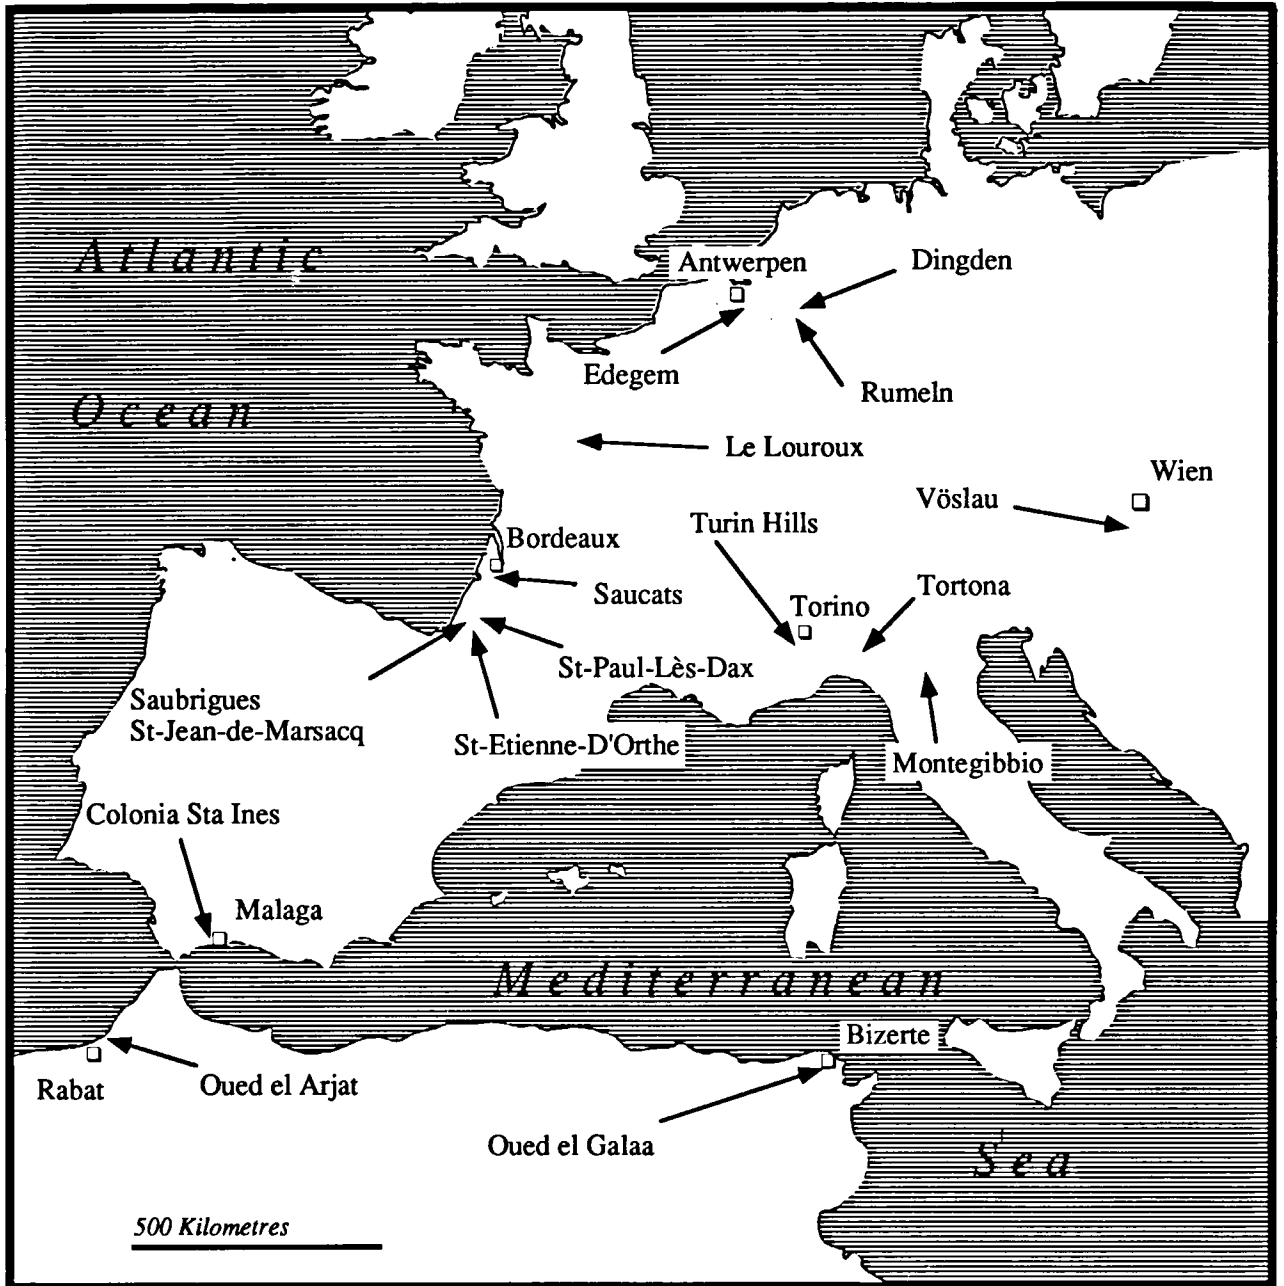 Atlantic
Antwerpen
Dingden
Edegem
Rumeln
Ocean
Le Louroux
Wien
Vöslau
Turin Hills
Bordeaux
Saucats
Torino
Tortona
St-Paul-Lès-Dax
Saubrigues
St-Jean-de-Marsacq
St-Etienne-D'Orthe
Montegibbio
Colonia Sta Ines
Malaga
Mediterranean
Bizerte
Rabat
Oued el Arjat
Oued el Galaa
Sea
500 Kilometres